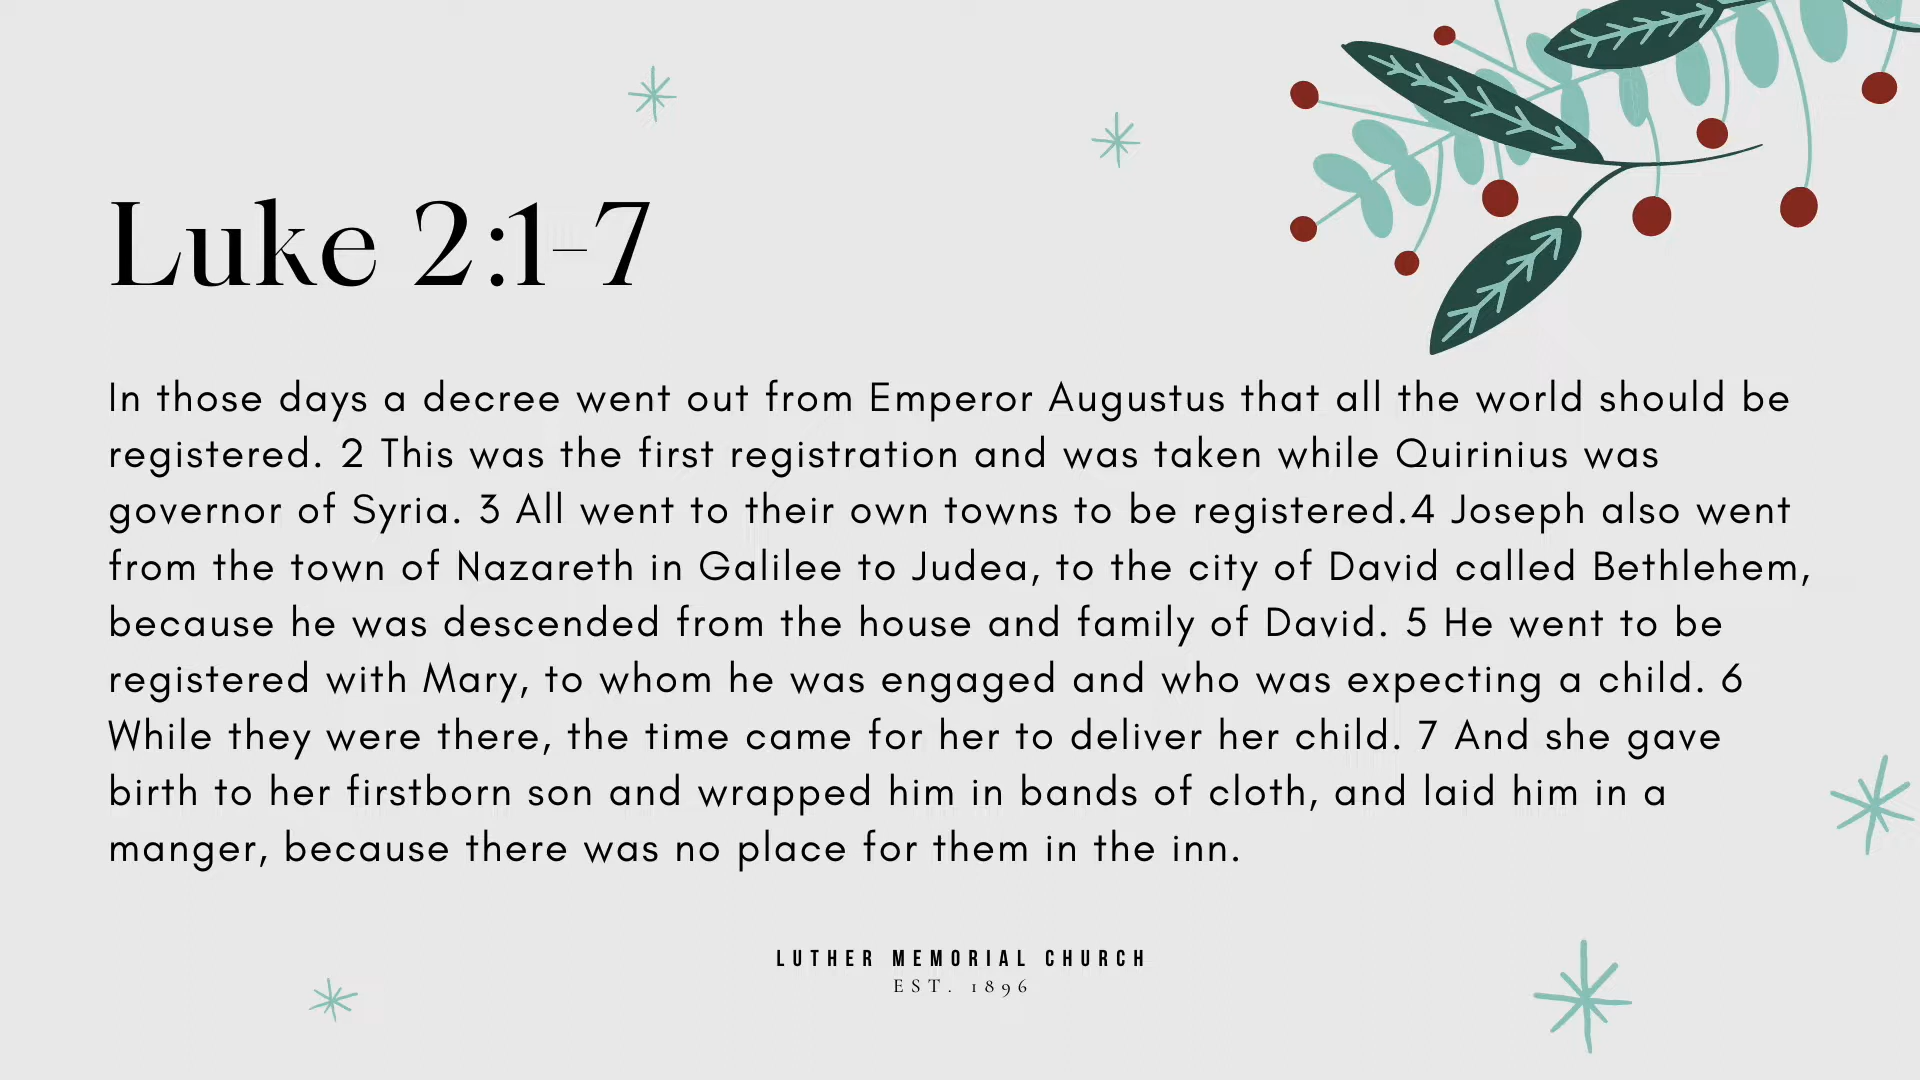 Luke 2:1-7
In those days a decree went out from Emperor Augustus that all the world should be
registered. 2 This was the first registration and was taken while Quirinius was
governor of Syria. 3 All went to their own towns to be registered.4 Joseph also went
from the town of Nazareth in Galilee to Judea, to the city of David called Bethlehem,
because he was descended from the house and family of David. 5 He went to be
registered with Mary, to whom he was engaged and who was expecting a child. 6
While they were there, the time came for her to deliver her child. 7 And she gave
birth to her firstborn son and wrapped him in bands of cloth, and laid him in a
manger, because there was no place for them in the inn.
LUTHER MEMORIAL CHURCH
EST. 1896